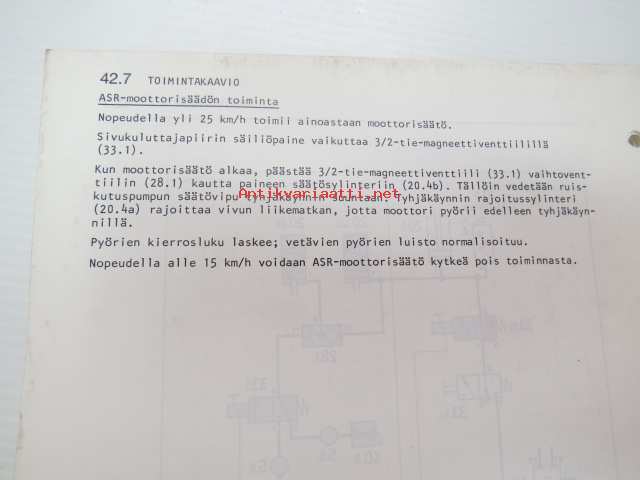 42.7 TOIMINTAKAAVIO
ASR-moottorisäädön toiminta
Nopeudella yli 25 km/h toimii ainoastaan moottorisäätö.
Sivukuluttajapiirin säiliöpaine vaikuttaa 3/2-tie-magneettiventtiilillä
(33.1).
Kun moottorisäätö alkaa, päästää 3/2-tie-magneettiventtiili (33.1) vaihtovent-
tiilin (28.1) kautta paineen säätösylinteriin (20.4b). Tällöin vedetään ruis-
Antikvariaatti.net
kutuspumpun säätövipu tyhjäkäynnin suuntaan. Tyhjäkäynnin rajoitussylinteri
(20.4a) rajoittaa vivun liikematkan, jotta moottori pyörii edelleen tyhjäkäyn-
nillä.
Pyörien kierrosluku laskee; vetävien pyörien luisto normalisoituu.
Nopeudella alle 15 km/h voidaan ASR-moottorisäätö kytkeä pois toiminnasta.